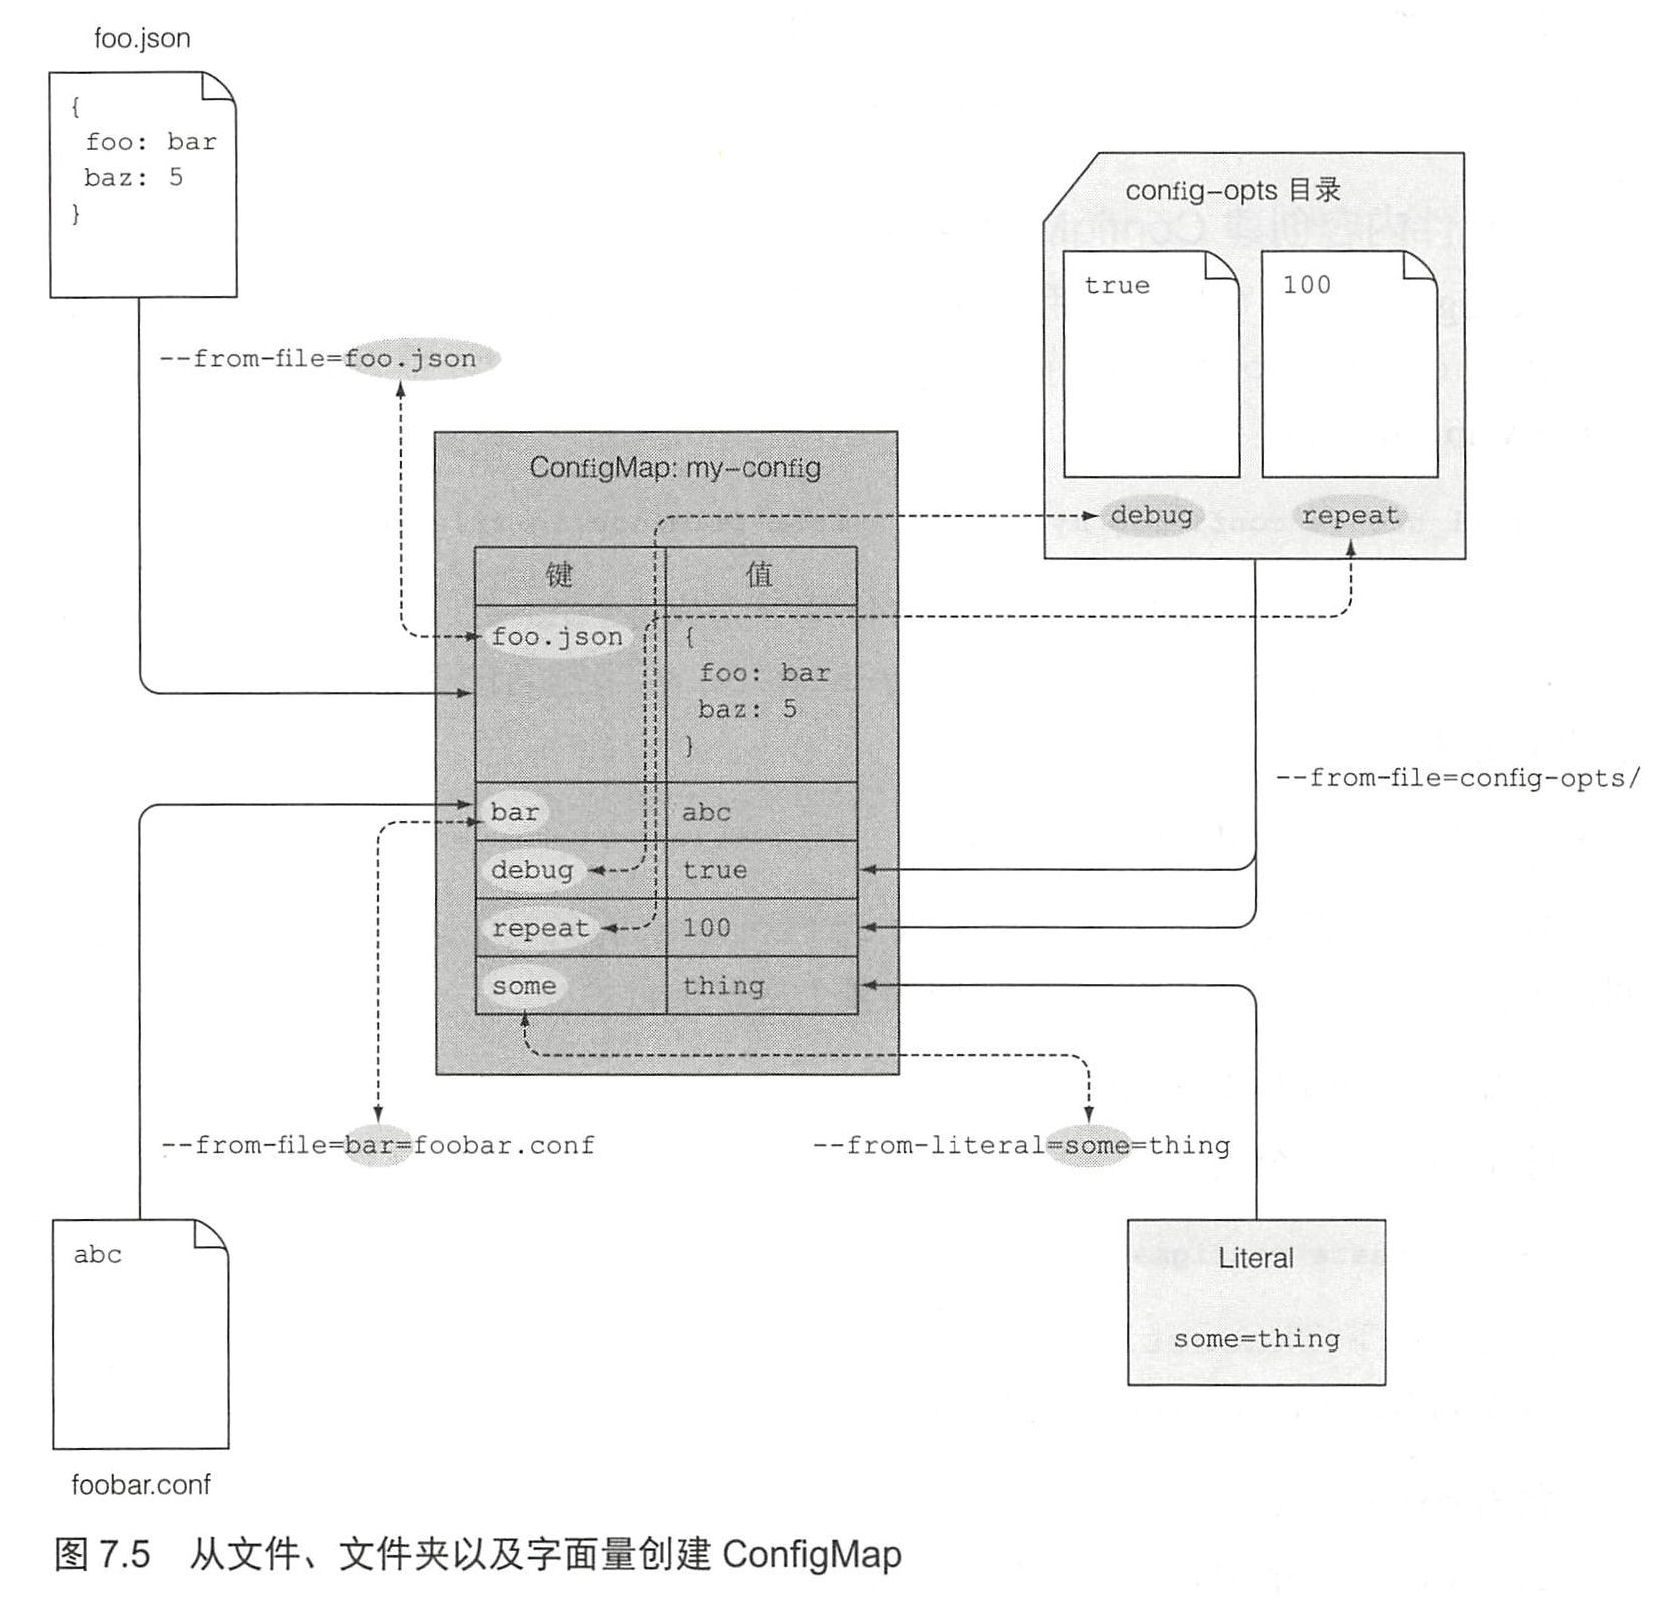 foo.json
{
foo: bar
baz: 5
}
--from-file=foo.json
config-opts 目录
true
100
debug
repeat
ConfigMap: my-config
键 值
foo.json {
foo: bar
baz: 5
}
bar abc
debug true
repeat 100
some thing
--from-file=config-opts/
--from-file=bar=foobar.conf
--from-literal=some=thing
abc
foobar.conf
Literal
some=thing
图 7.5 从文件、文件夹以及字面量创建 ConfigMap